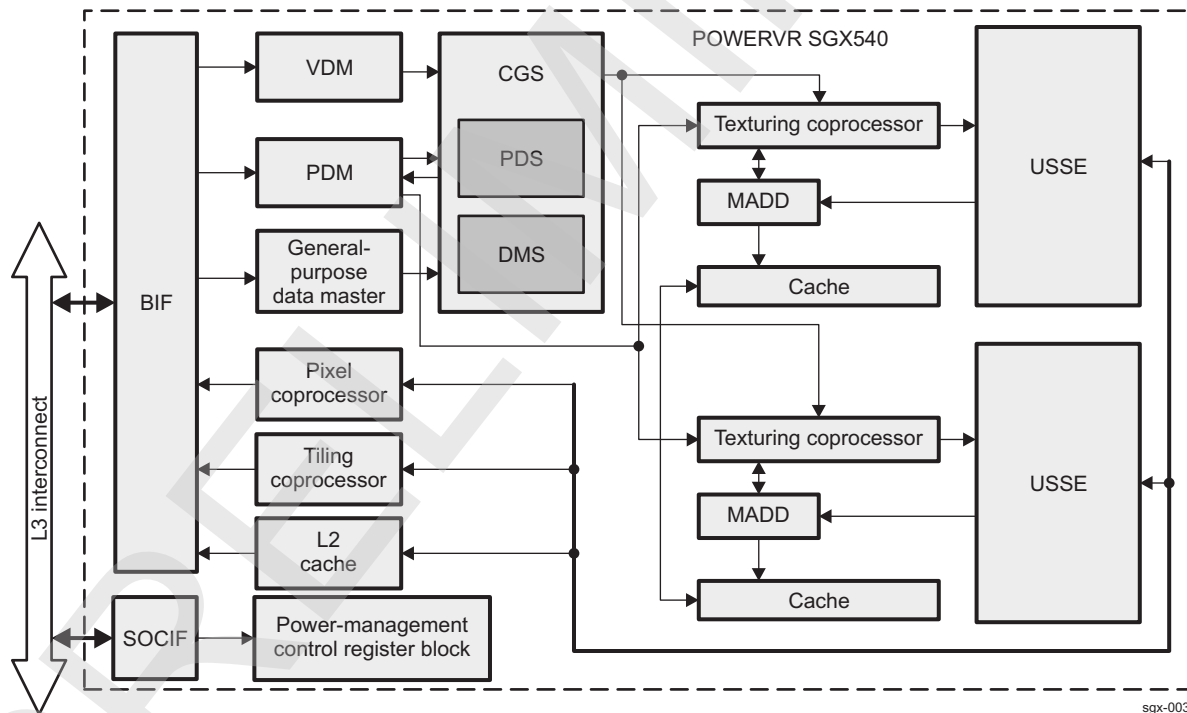 POWERVR SGX540
VDM
CGS
Texturing coprocessor
PDS
PDM
USSE
MADD
DMS
General-
purpose
data master
Cache
BIF
L3 interconnect
Pixel
coprocessor
Texturing coprocessor
Tiling
coprocessor
USSE
MADD
L2
cache
Cache
SOCIF
Power-management
control register block
sgx-003
PRELIMI